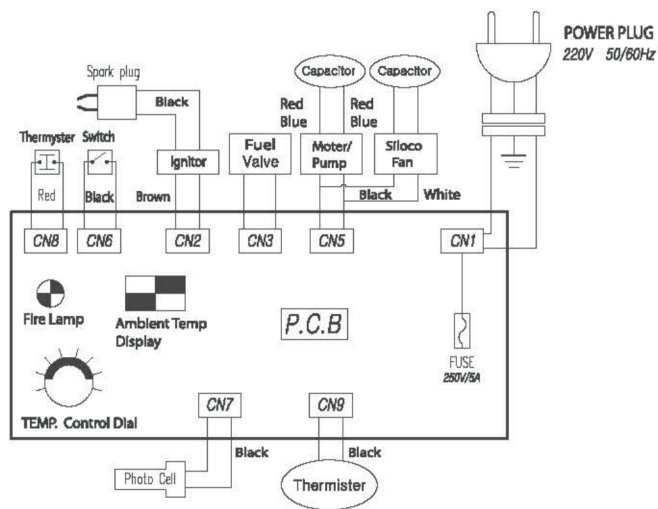 POWER PLUG
220V 50/60Hz
Spark plug
Capacitor
Capacitor
Black
Red
Blue
Red
Blue
Thermyster
Switch
Ignitor
Fuel
Valve
Moter/
Pump
Siloco
Fan
Red
Black
Brown
Black
White
CN8
CN6
CN2
CN3
CN5
CN1
Fire Lamp
Ambient Temp
Display
P.C.B
FUSE
250V/5A
TEMP. Control Dial
CN7
CN9
Black
Black
Photo Cell
Thermister